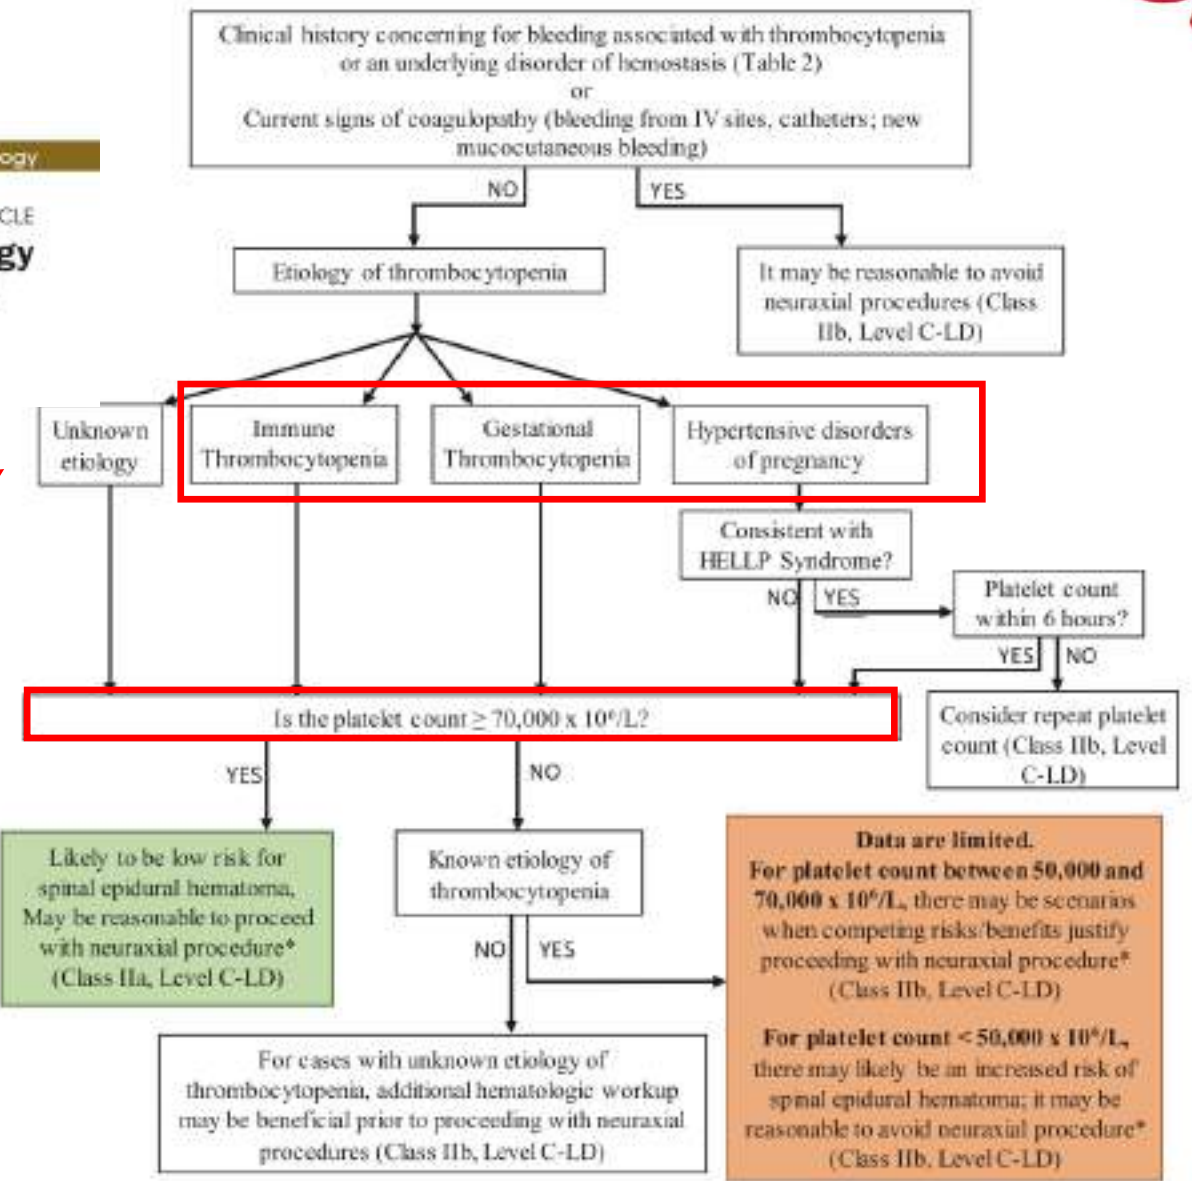 Clinical history concerning for bleeding associated with thrombocytopenia
or an underlying disorder of hemostasis (Table 2)
or
Current signs of coagulopathy (bleeding from IV sites, catheters; new
mucocutaneous bleeding)
ogy
CLE
gy
NO
YES
Etiology of thrombocytopenia
It may be reasonable to avoid
neuraxial procedures (Class
IIb, Level C-LD)
Unknown
etiology
Immune
Thrombocytopenia
Gestational
Thrombocytopenia
Hypertensive disorders
of pregnancy
Consistent with
HELLP Syndrome?
NO
YES
Platelet count
within 6 hours?
YES
NO
Is the platelet count ≥ 70,000 x 10⁶/L?
Consider repeat platelet
count (Class IIb, Level
C-LD)
YES
NO
Likely to be low risk for
spinal epidural hematoma,
May be reasonable to proceed
with neuraxial procedure*
(Class IIa, Level C-LD)
Known etiology of
thrombocytopenia
NO
YES
Data are limited.
For platelet count between 50,000 and
70,000 x 10⁶/L, there may be scenarios
when competing risks/benefits justify
proceeding with neuraxial procedure*
(Class IIb, Level C-LD)
For platelet count < 50,000 x 10⁶/L,
there may likely be an increased risk of
spinal epidural hematoma; it may be
reasonable to avoid neuraxial procedure*
(Class IIb, Level C-LD)
For cases with unknown etiology of
thrombocytopenia, additional hematologic workup
may be beneficial prior to proceeding with neuraxial
procedures (Class IIb, Level C-LD)